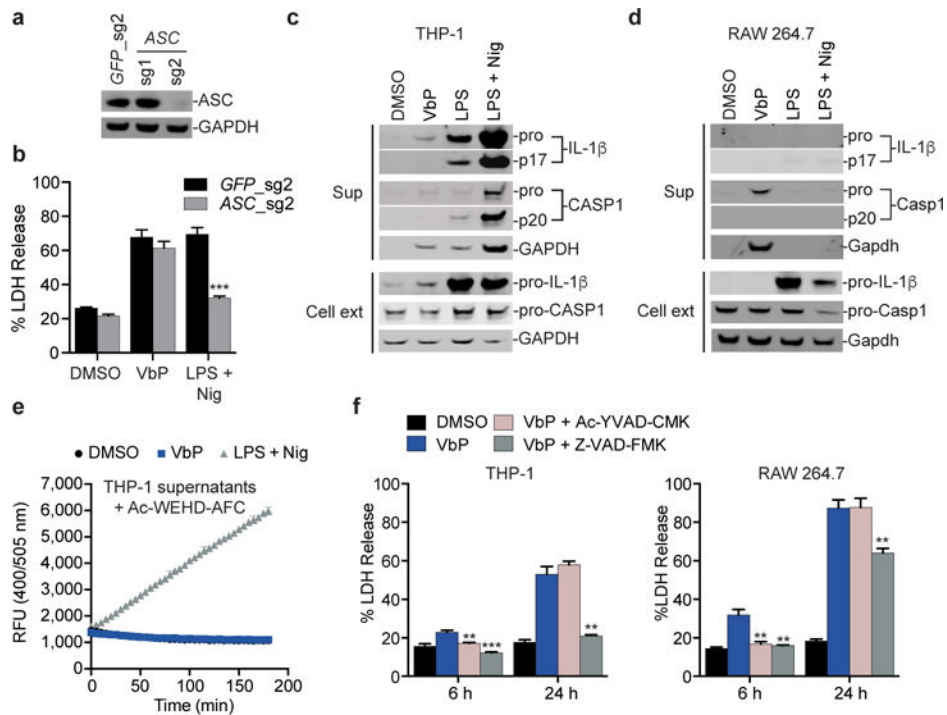 a
GFP_sg2
ASC
sg1
sg2
-ASC
-GAPDH
b
100
80
60
40
20
0
% LDH Release
GFP_sg2
ASC_sg2
***
DMSO
VbP
LPS +
Nig
c
THP-1
DMSO
VbP
LPS
LPS + Nig
Sup
-pro
-p17
IL-1β
-pro
-p20
CASP1
-GAPDH
Cell ext
-pro-IL-1β
-pro-CASP1
-GAPDH
d
RAW 264.7
DMSO
VbP
LPS
LPS + Nig
Sup
-pro
-p17
IL-1β
-pro
-p20
Casp1
-Gapdh
Cell ext
-pro-IL-1β
-pro-Casp1
-Gapdh
e
DMSO VbP LPS + Nig
THP-1 supernatants
+ Ac-WEHD-AFC
7,000
6,000
5,000
4,000
3,000
2,000
1,000
0
RFU (400/505 nm)
0 50 100 150 200
Time (min)
f
DMSO VbP + Ac-YVAD-CMK
VbP VbP + Z-VAD-FMK
THP-1
100
80
60
40
20
0
% LDH Release
** *** **
6 h 24 h
RAW 264.7
100
80
60
40
20
0
%LDH Release
** ** **
6 h 24 h